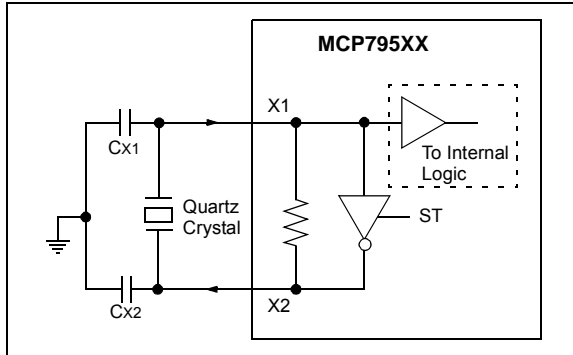 MCP795XX
X1
CX1
To Internal
Logic
Quartz
Crystal
ST
X2
CX2